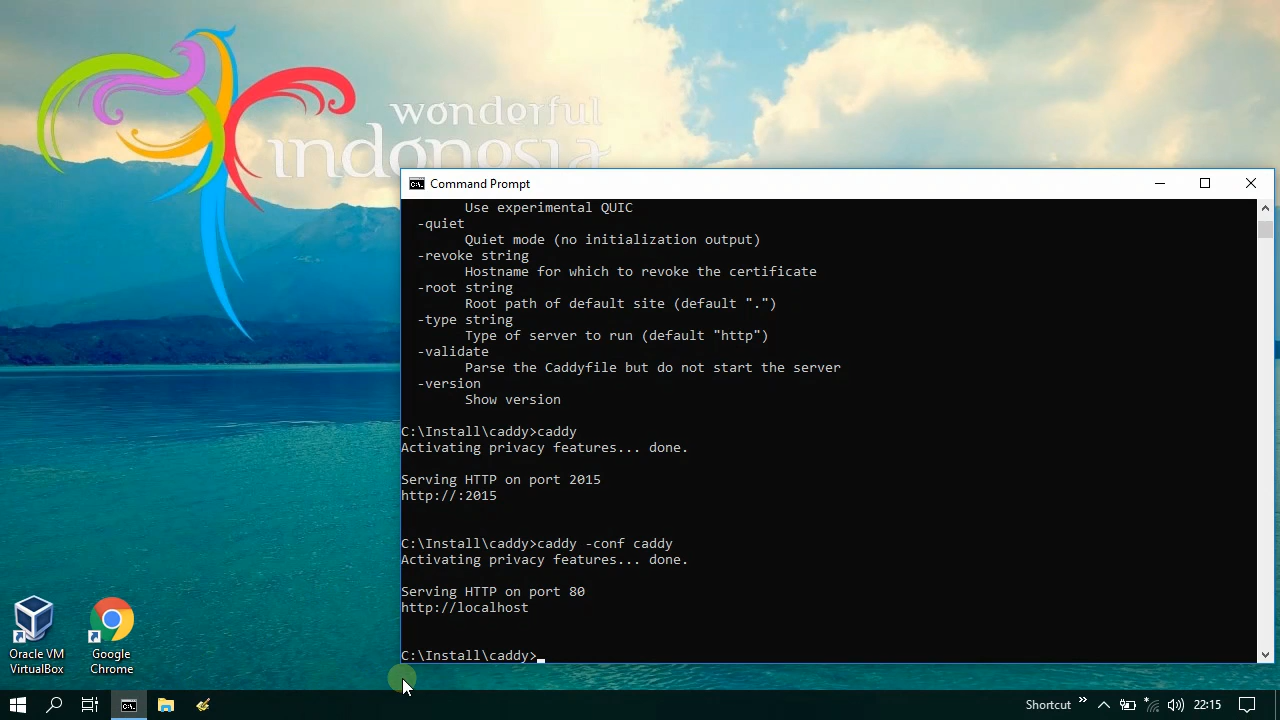 wonderful
indonesia
Command Prompt
Use experimental QUIC
-quiet
Quiet mode (no initialization output)
-revoke string
Hostname for which to revoke the certificate
-root string
Root path of default site (default ".")
-type string
Type of server to run (default "http")
-validate
Parse the Caddyfile but do not start the server
-version
Show version
C:\Install\caddy>caddy
Activating privacy features... done.
Serving HTTP on port 2015
http://:2015
C:\Install\caddy>caddy -conf caddy
Activating privacy features... done.
Serving HTTP on port 80
http://localhost
C:\Install\caddy>
Oracle VM
VirtualBox
Google
Chrome
Shortcut
22:15